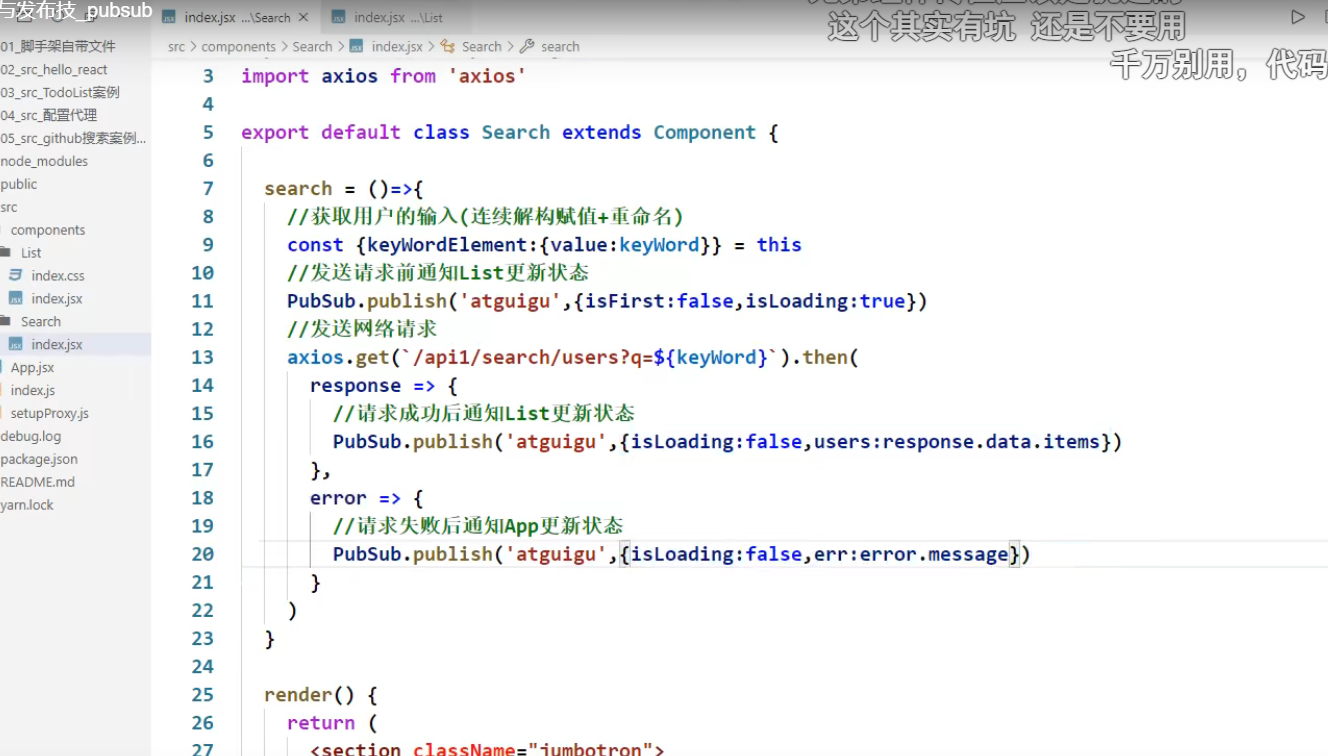 与发布技_pubsub
index.jsx ...\Search ×
index.jsx ...\List
这个其实有坑 还是不要用
千万别用，代码
src > components > Search > index.jsx > Search > search
01_脚手架自带文件
02_src_hello_react
03_src_TodoList案例
04_src_配置代理
05_src_github搜索案例...
node_modules
public
src
components
List
index.css
index.jsx
Search
index.jsx
App.jsx
index.js
setupProxy.js
debug.log
package.json
README.md
yarn.lock
3 import axios from 'axios'
4
5 export default class Search extends Component {
6
7 search = ()=>{
8 //获取用户的输入(连续解构赋值+重命名)
9 const {keyWordElement:{value:keyWord}} = this
10 //发送请求前通知List更新状态
11 PubSub.publish('atguigu',{isFirst:false,isLoading:true})
12 //发送网络请求
13 axios.get(`/api1/search/users?q=${keyWord}`).then(
14 response => {
15 //请求成功后通知List更新状态
16 PubSub.publish('atguigu',{isLoading:false,users:response.data.items})
17 },
18 error => {
19 //请求失败后通知App更新状态
20 PubSub.publish('atguigu',{isLoading:false,err:error.message})
21 }
22 )
23 }
24
25 render() {
26 return (
27 <section className="jumbotron">